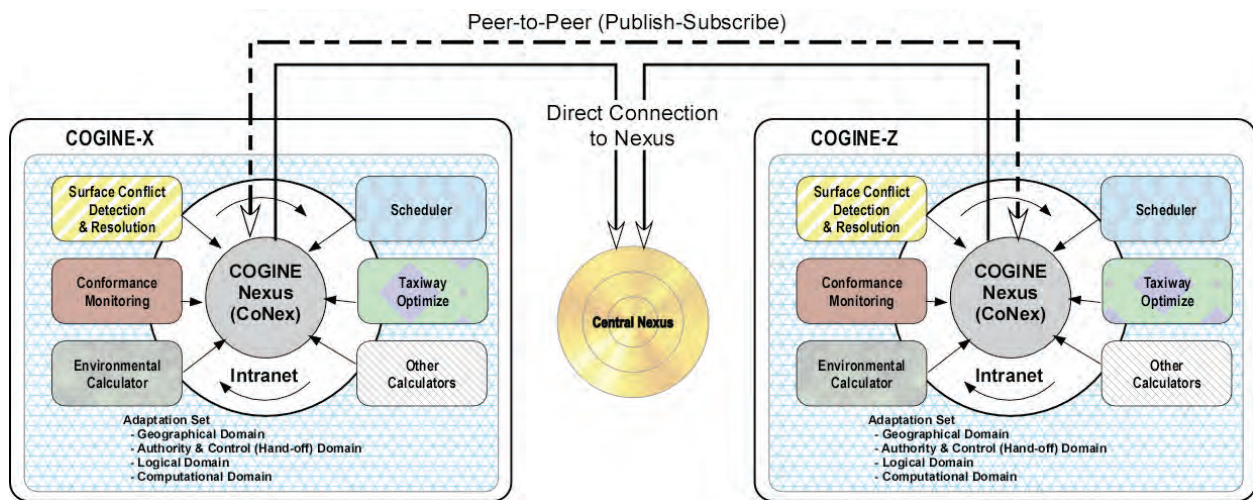 Peer-to-Peer (Publish-Subscribe)
Direct Connection
to Nexus
COGINE-X
Surface Conflict
Detection
& Resolution
Scheduler
Conformance
Monitoring
COGINE
Nexus
(CoNex)
Taxiway
Optimize
Environmental
Calculator
Intranet
Other
Calculators
Adaptation Set
- Geographical Domain
- Authority & Control (Hand-off) Domain
- Logical Domain
- Computational Domain
Central Nexus
COGINE-Z
Surface Conflict
Detection
& Resolution
Scheduler
Conformance
Monitoring
COGINE
Nexus
(CoNex)
Taxiway
Optimize
Environmental
Calculator
Intranet
Other
Calculators
Adaptation Set
- Geographical Domain
- Authority & Control (Hand-off) Domain
- Logical Domain
- Computational Domain